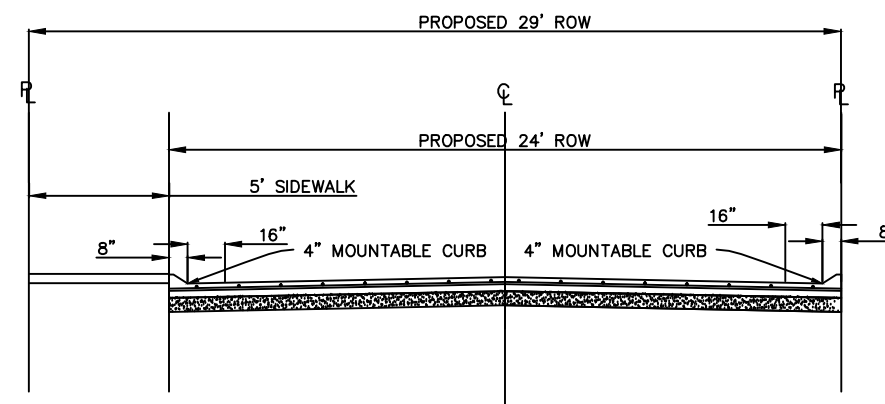 PROPOSED 29' ROW
PL
CL
PL
PROPOSED 24' ROW
5' SIDEWALK
8"
16"
4" MOUNTABLE CURB
4" MOUNTABLE CURB
16"
8